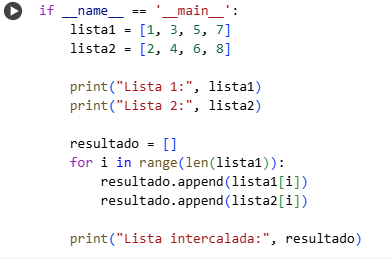 if __name__ == '__main__':
    lista1 = [1, 3, 5, 7]
    lista2 = [2, 4, 6, 8]
    print("Lista 1:", lista1)
    print("Lista 2:", lista2)
    resultado = []
    for i in range(len(lista1)):
        resultado.append(lista1[i])
        resultado.append(lista2[i])
    print("Lista intercalada:", resultado)